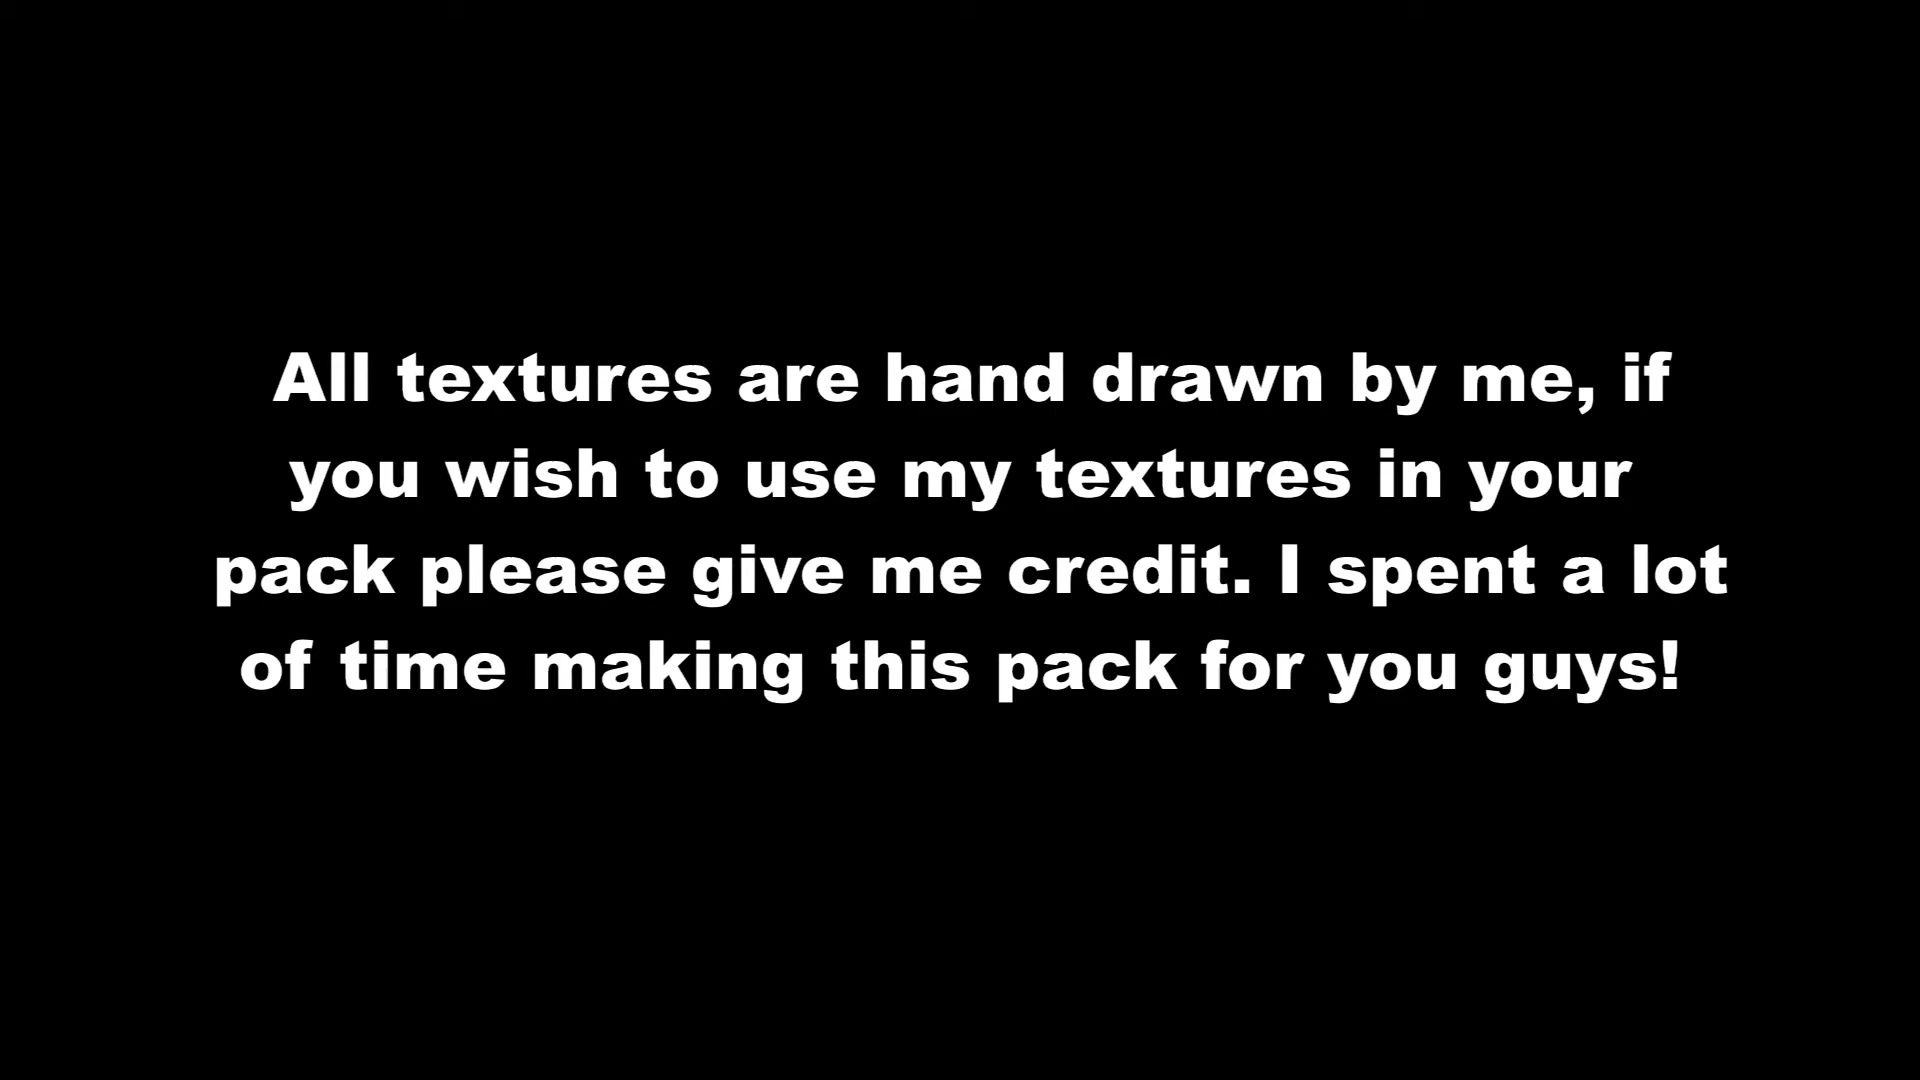 All textures are hand drawn by me, if
you wish to use my textures in your
pack please give me credit. I spent a lot
of time making this pack for you guys!